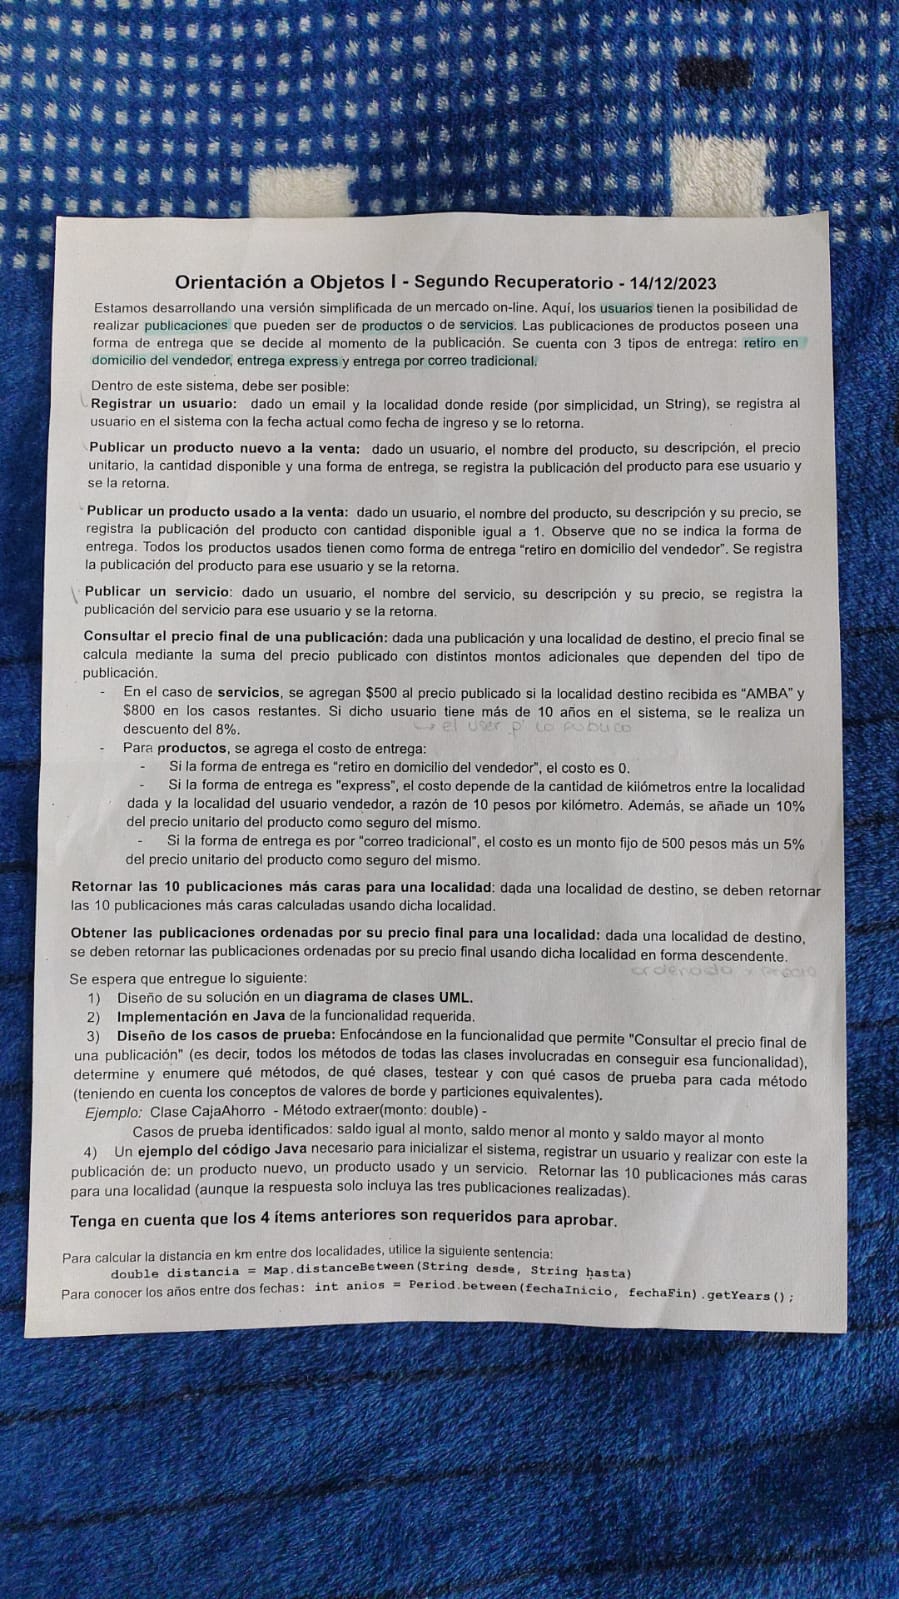 Orientación a Objetos I - Segundo Recuperatorio - 14/12/2023
Estamos desarrollando una versión simplificada de un mercado on-line. Aquí, los usuarios tienen la posibilidad de
realizar publicaciones que pueden ser de productos o de servicios. Las publicaciones de productos poseen una
forma de entrega que se decide al momento de la publicación. Se cuenta con 3 tipos de entrega: retiro en
domicilio del vendedor, entrega express y entrega por correo tradicional.
Dentro de este sistema, debe ser posible:
Registrar un usuario: dado un email y la localidad donde reside (por simplicidad, un String), se registra al
usuario en el sistema con la fecha actual como fecha de ingreso y se lo retorna.
Publicar un producto nuevo a la venta: dado un usuario, el nombre del producto, su descripción, el precio
unitario, la cantidad disponible y una forma de entrega, se registra la publicación del producto para ese usuario y
se la retorna.
Publicar un producto usado a la venta: dado un usuario, el nombre del producto, su descripción y su precio, se
registra la publicación del producto con cantidad disponible igual a 1. Observe que no se indica la forma de
entrega. Todos los productos usados tienen como forma de entrega "retiro en domicilio del vendedor". Se registra
la publicación del producto para ese usuario y se la retorna.
Publicar un servicio: dado un usuario, el nombre del servicio, su descripción y su precio, se registra la
publicación del servicio para ese usuario y se la retorna.
Consultar el precio final de una publicación: dada una publicación y una localidad de destino, el precio final se
calcula mediante la suma del precio publicado con distintos montos adicionales que dependen del tipo de
publicación.
- En el caso de servicios, se agregan $500 al precio publicado si la localidad destino recibida es "AMBA" y
$800 en los casos restantes. Si dicho usuario tiene más de 10 años en el sistema, se le realiza un
descuento del 8%. → el user p' lo publico
- Para productos, se agrega el costo de entrega:
- Si la forma de entrega es "retiro en domicilio del vendedor", el costo es 0.
- Si la forma de entrega es "express", el costo depende de la cantidad de kilómetros entre la localidad
dada y la localidad del usuario vendedor, a razón de 10 pesos por kilómetro. Además, se añade un 10%
del precio unitario del producto como seguro del mismo.
- Si la forma de entrega es por "correo tradicional", el costo es un monto fijo de 500 pesos más un 5%
del precio unitario del producto como seguro del mismo.
Retornar las 10 publicaciones más caras para una localidad: dada una localidad de destino, se deben retornar
las 10 publicaciones más caras calculadas usando dicha localidad.
Obtener las publicaciones ordenadas por su precio final para una localidad: dada una localidad de destino,
se deben retornar las publicaciones ordenadas por su precio final usando dicha localidad en forma descendente.
ordenada x precio
Se espera que entregue lo siguiente:
1) Diseño de su solución en un diagrama de clases UML.
2) Implementación en Java de la funcionalidad requerida.
3) Diseño de los casos de prueba: Enfocándose en la funcionalidad que permite "Consultar el precio final de
una publicación" (es decir, todos los métodos de todas las clases involucradas en conseguir esa funcionalidad),
determine y enumere qué métodos, de qué clases, testear y con qué casos de prueba para cada método
(teniendo en cuenta los conceptos de valores de borde y particiones equivalentes).
Ejemplo: Clase CajaAhorro - Método extraer(monto: double) -
Casos de prueba identificados: saldo igual al monto, saldo menor al monto y saldo mayor al monto
4) Un ejemplo del código Java necesario para inicializar el sistema, registrar un usuario y realizar con este la
publicación de: un producto nuevo, un producto usado y un servicio. Retornar las 10 publicaciones más caras
para una localidad (aunque la respuesta solo incluya las tres publicaciones realizadas).
Tenga en cuenta que los 4 ítems anteriores son requeridos para aprobar.
Para calcular la distancia en km entre dos localidades, utilice la siguiente sentencia:
double distancia = Map.distanceBetween(String desde, String hasta)
Para conocer los años entre dos fechas: int anios = Period.between(fechaInicio, fechaFin).getYears();